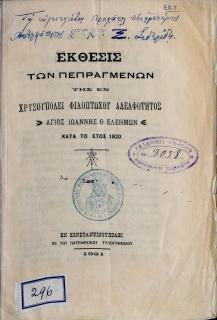 ΕΚΘΕΣΙΣ
ΤΩΝ ΠΕΠΡΑΓΜΕΝΩΝ
ΤΗΣ ΕΝ
ΧΡΥΣΟΥΠΟΛΕΙ ΦΙΛΟΠΤΩΧΟΥ ΑΔΕΛΦΟΤΗΤΟΣ
ΑΓΙΟΣ ΙΩΑΝΝΗΣ Ο ΕΛΕΗΜΩΝ
ΚΑΤΑ ΤΟ ΕΤΟΣ 1920
3058
ΕΝ ΚΩΝΣΤΑΝΤΙΝΟΥΠΟΛΕΙ
ΕΚ ΤΟΥ ΠΑΤΡΙΑΡΧΙΚΟΥ ΤΥΠΟΓΡΑΦΕΙΟΥ
1921
296